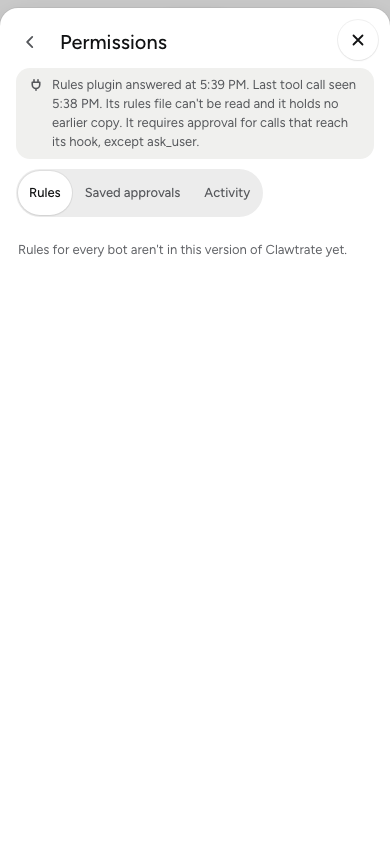 Permissions
Rules plugin answered at 5:39 PM. Last tool call seen
5:38 PM. Its rules file can't be read and it holds no
earlier copy. It requires approval for calls that reach
its hook, except ask_user.
Rules
Saved approvals
Activity
Rules for every bot aren't in this version of Clawtrate yet.